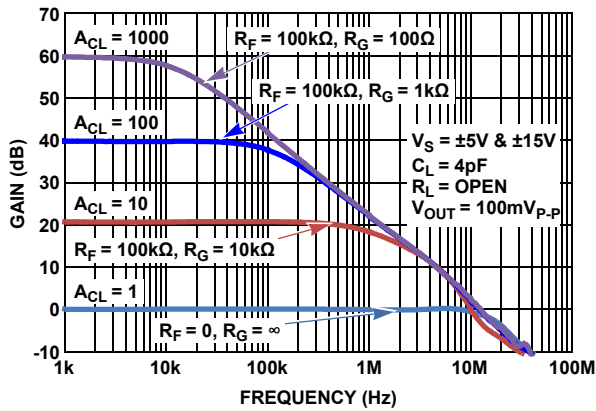 70
60
50
40
30
20
10
0
-10
GAIN (dB)
A_CL = 1000
R_F = 100kΩ, R_G = 100Ω
R_F = 100kΩ, R_G = 1kΩ
A_CL = 100
V_S = ±5V & ±15V
C_L = 4pF
R_L = OPEN
V_OUT = 100mV_P-P
A_CL = 10
R_F = 100kΩ, R_G = 10kΩ
A_CL = 1
R_F = 0, R_G = ∞
1k 10k 100k 1M 10M 100M
FREQUENCY (Hz)